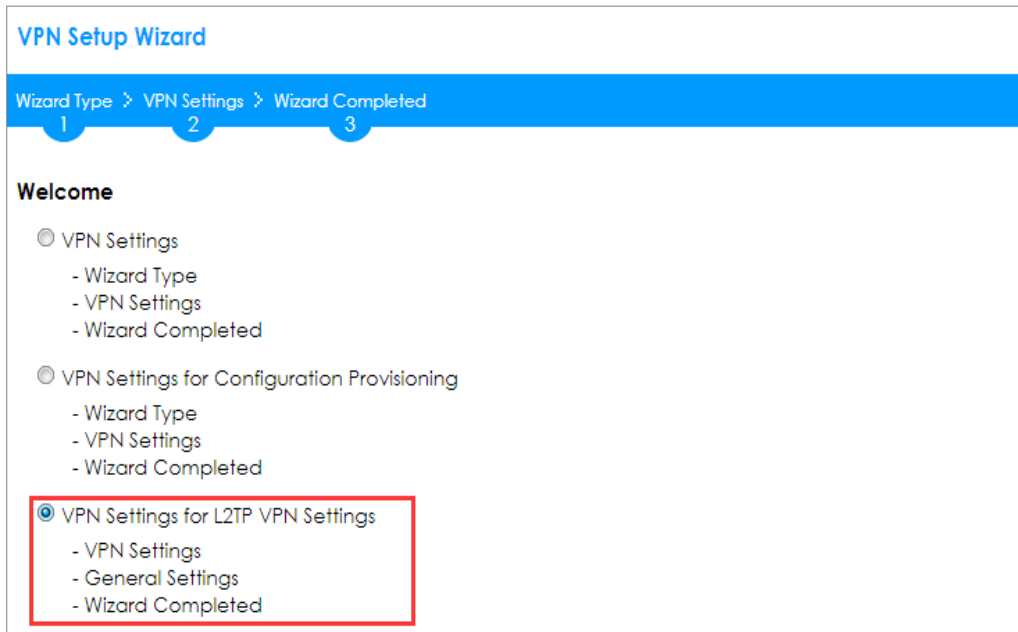 VPN Setup Wizard
Wizard Type > VPN Settings > Wizard Completed
1 2 3
Welcome
VPN Settings
- Wizard Type
- VPN Settings
- Wizard Completed
VPN Settings for Configuration Provisioning
- Wizard Type
- VPN Settings
- Wizard Completed
VPN Settings for L2TP VPN Settings
- VPN Settings
- General Settings
- Wizard Completed